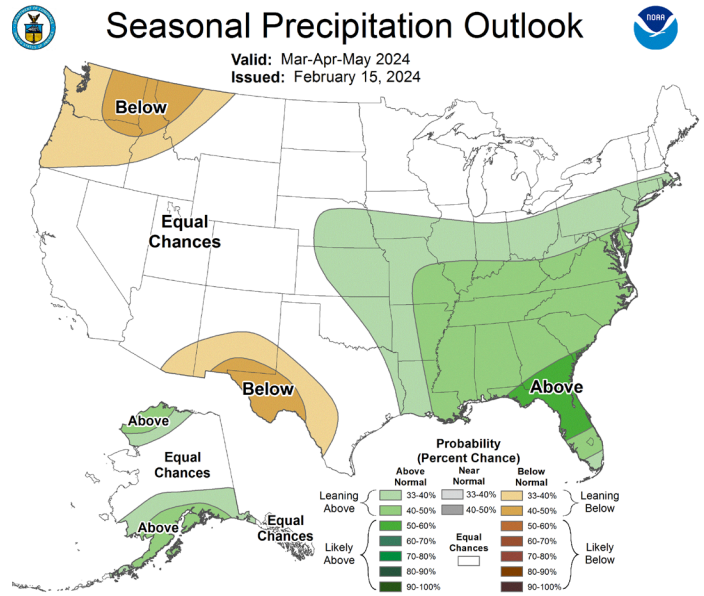 Seasonal Precipitation Outlook
NOAA
Valid: Mar-Apr-May 2024
Issued: February 15, 2024
Below
Equal
Chances
Below
Above
Above
Equal
Chances
Above
Equal
Chances
Probability
(Percent Chance)
Above
Normal
Near
Normal
Below
Normal
Leaning
Above
33-40%
33-40%
33-40%
Leaning
Below
40-50%
40-50%
40-50%
Likely
Above
50-60%
60-70%
70-80%
80-90%
90-100%
Equal
Chances
50-60%
60-70%
70-80%
80-90%
90-100%
Likely
Below